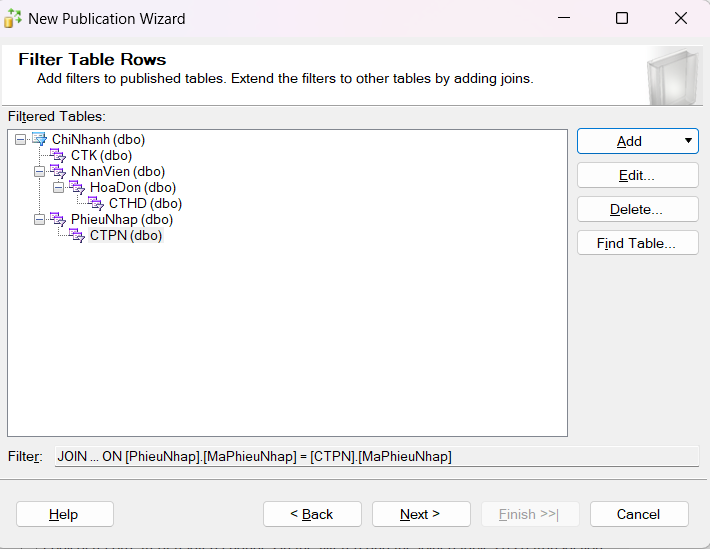 New Publication Wizard
Filter Table Rows
Add filters to published tables. Extend the filters to other tables by adding joins.
Filtered Tables:
ChiNhanh (dbo)
CTK (dbo)
NhanVien (dbo)
HoaDon (dbo)
CTHD (dbo)
PhieuNhap (dbo)
CTPN (dbo)
Add
Edit...
Delete...
Find Table...
Filter: JOIN ... ON [PhieuNhap].[MaPhieuNhap] = [CTPN].[MaPhieuNhap]
Help < Back Next > Finish >>| Cancel